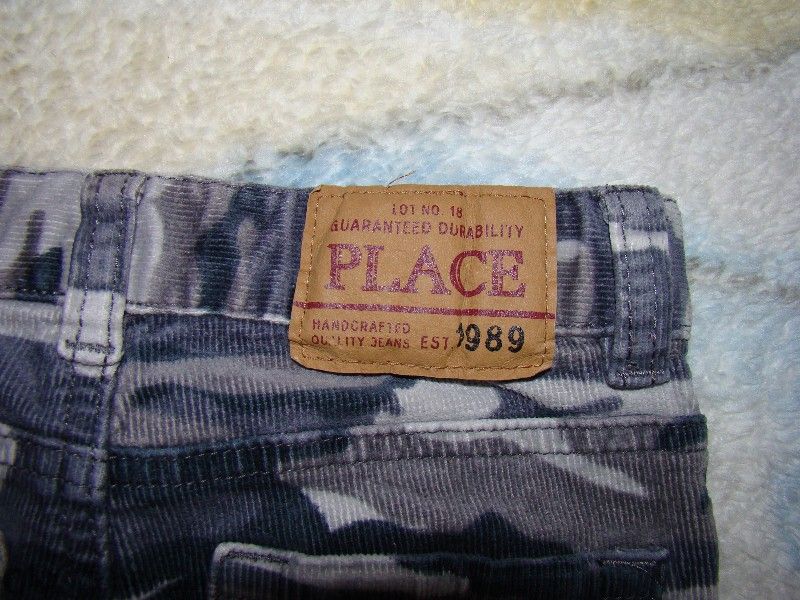 LOT NO. 18
GUARANTEED DURABILITY
PLACE
HANDCRAFTED
QUALITY JEANS EST. 1989